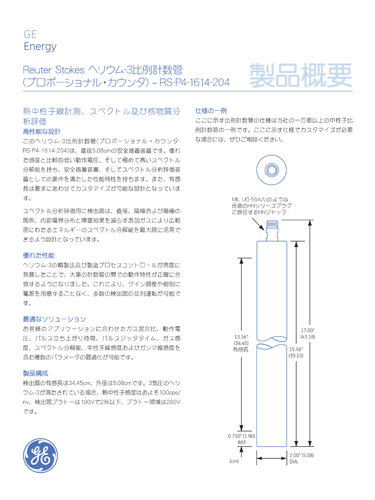 GE
Energy
Reuter Stokes ヘリウム-3比例計数管
(プロポーショナル・カウンタ) – RS-P4-1614-204
製品概要
熱中性子線計測、スペクトル及び核物質分
析評価
高性能な設計
このヘリウム-3比例計数管(プロポーショナル・カウンタ-
RS-P4-1614-204)は、直径5.08cmの安全措置装置です。優れ
た感度と比較的低い動作電圧、そして極めて高いスペクトル
分解能を持ち、安全措置装置、そしてスペクトル分析評価装
置としての要件を満たした性能特性を持ちます。また、有感
長は要求にあわせてカスタマイズが可能な設計となっていま
す。
スペクトル分析評価用に検出器は、直径、陰極および陽極の
関係、内部電界分布と壁効果を減らす添加ガスにより広範
囲にわたるエネルギーのスペクトル分解能を最大限に活用で
きるよう設計となっています。
優れた性能
ヘリウム-3の精製法及び製造プロセスコントロールが高度に
発展したことで、大量の計数管の間での動作特性が正確に合
致するようになりました。これにより、ゲイン調整や個別に
電源を用意することなく、多数の検出器の並列運転が可能で
す。
最適なソリューション
お客様のアプリケーションに合わせたガス混合比、動作電
圧、パルス立ち上がり時間、パルスジッタタイム、ガス感
度、スペクトル分解能、中性子線感度およびガンマ線感度を
含む複数のパラメータの最適化が可能です。
製品構成
検出器の有感長は34.45cm、外径は5.08cmです。3気圧のヘリ
ウム-3が満たされている場合、熱中性子感度はおよそ100cps/
nv、検出器プラトーは100Vで2%以下、プラトー領域は200V
です。
仕様の一例
ここに示す比例計数管の仕様は当社の一万個以上の中性子比
例計数管の一例です。ここに示す仕様でカスタマイズが必要
な場合には、ぜひご相談ください。
MIL UG-59A/Uのような
任意のHNシリーズプラグ
に適合するHNジャック
13.56"
(34.45)
有感長
17.00"
(43.18)
15.56"
(39.53)
0.750" (1.90)
REF
(cm)
2.00" (5.08)
DIA.